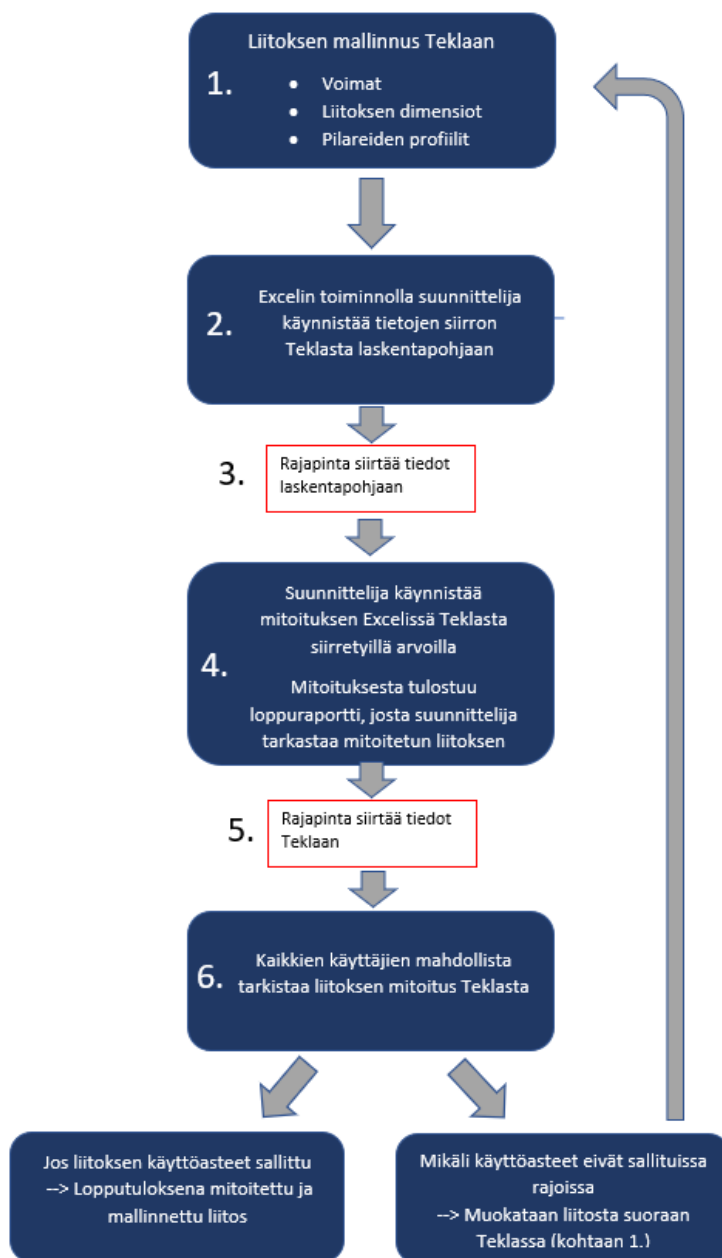 Liitoksen mallinnus Teklaan
1.
• Voimat
• Liitoksen dimensiot
• Pilareiden profiilit
2.
Excelin toiminnolla suunnittelija
käynnistää tietojen siirron
Teklasta laskentapohjaan
3.
Rajapinta siirtää tiedot
laskentapohjaan
4.
Suunnittelija käynnistää
mitoituksen Excelissä Teklasta
siirretyillä arvoilla
Mitoituksesta tulostuu
loppuraportti, josta suunnittelija
tarkastaa mitoitetun liitoksen
5.
Rajapinta siirtää tiedot
Teklaan
6.
Kaikkien käyttäjien mahdollista
tarkistaa liitoksen mitoitus Teklasta
Jos liitoksen käyttöasteet sallittu
--> Lopputuloksena mitoitettu ja
mallinnettu liitos
Mikäli käyttöasteet eivät sallituissa
rajoissa
--> Muokataan liitosta suoraan
Teklassa (kohtaan 1.)